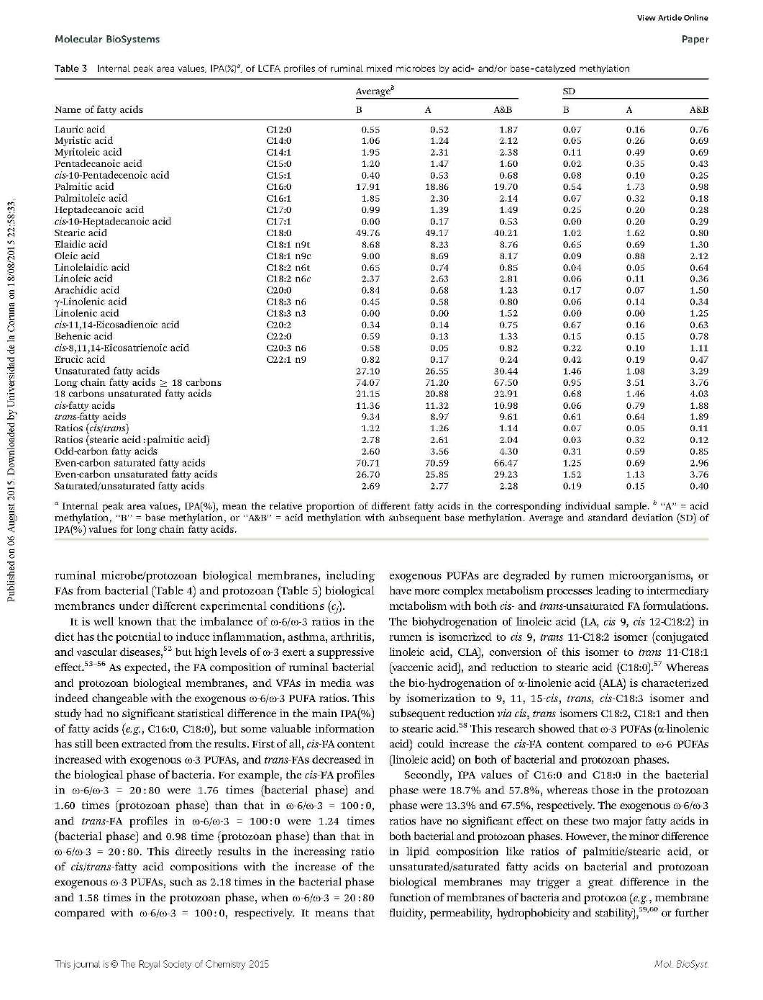 View Article Online
Molecular BioSystems Paper
Table 3 Internal peak area values, IPA(%)a, of LCFA profiles of ruminal mixed microbes by acid- and/or base-catalyzed methylation
Averageb SD
Name of fatty acids B A A&B B A A&B
Lauric acid C12:0 0.55 0.52 1.87 0.07 0.16 0.76
Myristic acid C14:0 1.06 1.24 2.12 0.05 0.26 0.69
Myritoleic acid C14:1 1.95 2.31 2.38 0.11 0.49 0.69
Pentadecanoic acid C15:0 1.20 1.47 1.60 0.02 0.35 0.43
cis-10-Pentadecenoic acid C15:1 0.40 0.53 0.68 0.08 0.10 0.25
Palmitic acid C16:0 17.91 18.86 19.70 0.54 1.73 0.98
Palmitoleic acid C16:1 1.85 2.30 2.14 0.07 0.32 0.18
Heptadecanoic acid C17:0 0.99 1.39 1.49 0.25 0.20 0.28
cis-10-Heptadecanoic acid C17:1 0.00 0.17 0.53 0.00 0.20 0.29
Stearic acid C18:0 49.76 49.17 40.21 1.02 1.62 0.80
Elaidic acid C18:1 n9t 8.68 8.23 8.76 0.65 0.69 1.30
Oleic acid C18:1 n9c 9.00 8.69 8.17 0.09 0.88 2.12
Linolelaidic acid C18:2 n6t 0.65 0.74 0.85 0.04 0.05 0.64
Linoleic acid C18:2 n6c 2.37 2.63 2.81 0.06 0.11 0.36
Arachidic acid C20:0 0.84 0.68 1.23 0.17 0.07 1.50
γ-Linolenic acid C18:3 n6 0.45 0.58 0.80 0.06 0.14 0.34
Linolenic acid C18:3 n3 0.00 0.00 1.52 0.00 0.00 1.25
cis-11,14-Eicosadienoic acid C20:2 0.34 0.14 0.75 0.67 0.16 0.63
Behenic acid C22:0 0.59 0.13 1.33 0.15 0.15 0.78
cis-8,11,14-Eicosatrienoic acid C20:3 n6 0.58 0.05 0.82 0.22 0.10 1.11
Erucic acid C22:1 n9 0.82 0.17 0.24 0.42 0.19 0.47
Unsaturated fatty acids 27.10 26.55 30.44 1.46 1.08 3.29
Long chain fatty acids ≥ 18 carbons 74.07 71.20 67.50 0.95 3.51 3.76
18 carbons unsaturated fatty acids 21.15 20.88 22.91 0.68 1.46 4.03
cis-fatty acids 11.36 11.32 10.98 0.06 0.79 1.88
trans-fatty acids 9.34 8.97 9.61 0.61 0.64 1.89
Ratios (cis/trans) 1.22 1.26 1.14 0.07 0.05 0.11
Ratios (stearic acid : palmitic acid) 2.78 2.61 2.04 0.03 0.32 0.12
Odd-carbon fatty acids 2.60 3.56 4.30 0.31 0.59 0.85
Even-carbon saturated fatty acids 70.71 70.59 66.47 1.25 0.69 2.96
Even-carbon unsaturated fatty acids 26.70 25.85 29.23 1.52 1.13 3.76
Saturated/unsaturated fatty acids 2.69 2.77 2.28 0.19 0.15 0.40
a Internal peak area values, IPA(%), mean the relative proportion of different fatty acids in the corresponding individual sample. b "A" = acid
methylation, "B" = base methylation, or "A&B" = acid methylation with subsequent base methylation. Average and standard deviation (SD) of
IPA(%) values for long chain fatty acids.
ruminal microbe/protozoan biological membranes, including
FAs from bacterial (Table 4) and protozoan (Table 5) biological
membranes under different experimental conditions (cj).
It is well known that the imbalance of ω-6/ω-3 ratios in the
diet has the potential to induce inflammation, asthma, arthritis,
and vascular diseases,52 but high levels of ω-3 exert a suppressive
effect.53–56 As expected, the FA composition of ruminal bacterial
and protozoan biological membranes, and VFAs in media was
indeed changeable with the exogenous ω-6/ω-3 PUFA ratios. This
study had no significant statistical difference in the main IPA(%)
of fatty acids (e.g., C16:0, C18:0), but some valuable information
has still been extracted from the results. First of all, cis-FA content
increased with exogenous ω-3 PUFAs, and trans-FAs decreased in
the biological phase of bacteria. For example, the cis-FA profiles
in ω-6/ω-3 = 20 : 80 were 1.76 times (bacterial phase) and
1.60 times (protozoan phase) than that in ω-6/ω-3 = 100 : 0,
and trans-FA profiles in ω-6/ω-3 = 100 : 0 were 1.24 times
(bacterial phase) and 0.98 time (protozoan phase) than that in
ω-6/ω-3 = 20 : 80. This directly results in the increasing ratio
of cis/trans-fatty acid compositions with the increase of the
exogenous ω-3 PUFAs, such as 2.18 times in the bacterial phase
and 1.58 times in the protozoan phase, when ω-6/ω-3 = 20 : 80
compared with ω-6/ω-3 = 100 : 0, respectively. It means that
exogenous PUFAs are degraded by rumen microorganisms, or
have more complex metabolism processes leading to intermediary
metabolism with both cis- and trans-unsaturated FA formulations.
The biohydrogenation of linoleic acid (LA, cis 9, cis 12-C18:2) in
rumen is isomerized to cis 9, trans 11-C18:2 isomer (conjugated
linoleic acid, CLA), conversion of this isomer to trans 11-C18:1
(vaccenic acid), and reduction to stearic acid (C18:0).57 Whereas
the bio-hydrogenation of α-linolenic acid (ALA) is characterized
by isomerization to 9, 11, 15-cis, trans, cis-C18:3 isomer and
subsequent reduction via cis, trans isomers C18:2, C18:1 and then
to stearic acid.58 This research showed that ω-3 PUFAs (α-linolenic
acid) could increase the cis-FA content compared to ω-6 PUFAs
(linoleic acid) on both of bacterial and protozoan phases.
Secondly, IPA values of C16:0 and C18:0 in the bacterial
phase were 18.7% and 57.8%, whereas those in the protozoan
phase were 13.3% and 67.5%, respectively. The exogenous ω-6/ω-3
ratios have no significant effect on these two major fatty acids in
both bacterial and protozoan phases. However, the minor difference
in lipid composition like ratios of palmitic/stearic acid, or
unsaturated/saturated fatty acids on bacterial and protozoan
biological membranes may trigger a great difference in the
function of membranes of bacteria and protozoa (e.g., membrane
fluidity, permeability, hydrophobicity and stability),59,60 or further
This journal is © The Royal Society of Chemistry 2015 Mol. BioSyst.
Published on 06 August 2015. Downloaded by Universidad de la Coruna on 18/08/2015 22:58:33.